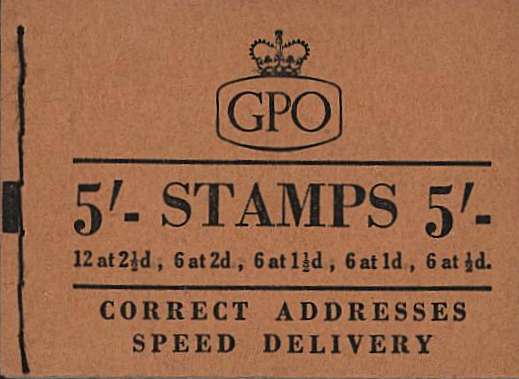 GPO
5/- STAMPS 5/-
12 at 2½d , 6 at 2d , 6 at 1½d , 6 at 1d , 6 at ½d.
CORRECT ADDRESSES
SPEED DELIVERY